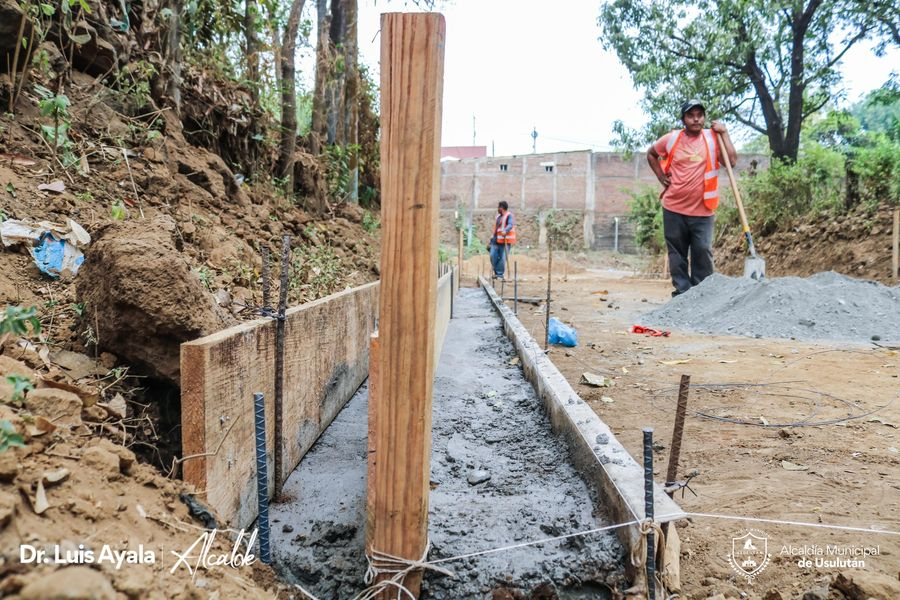 Dr. Luis Ayala | Alcalde
Alcaldía Municipal
de Usulután